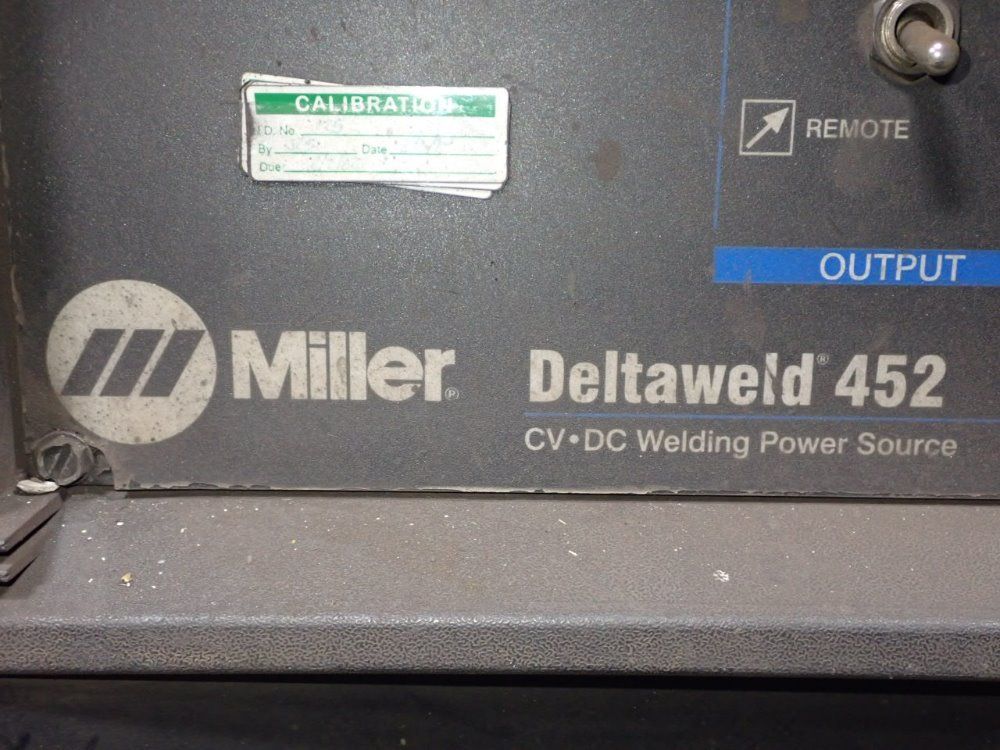 CALIBRATION
I.D. No.
By Date
Due
REMOTE
OUTPUT
Miller®
Deltaweld® 452
CV•DC Welding Power Source